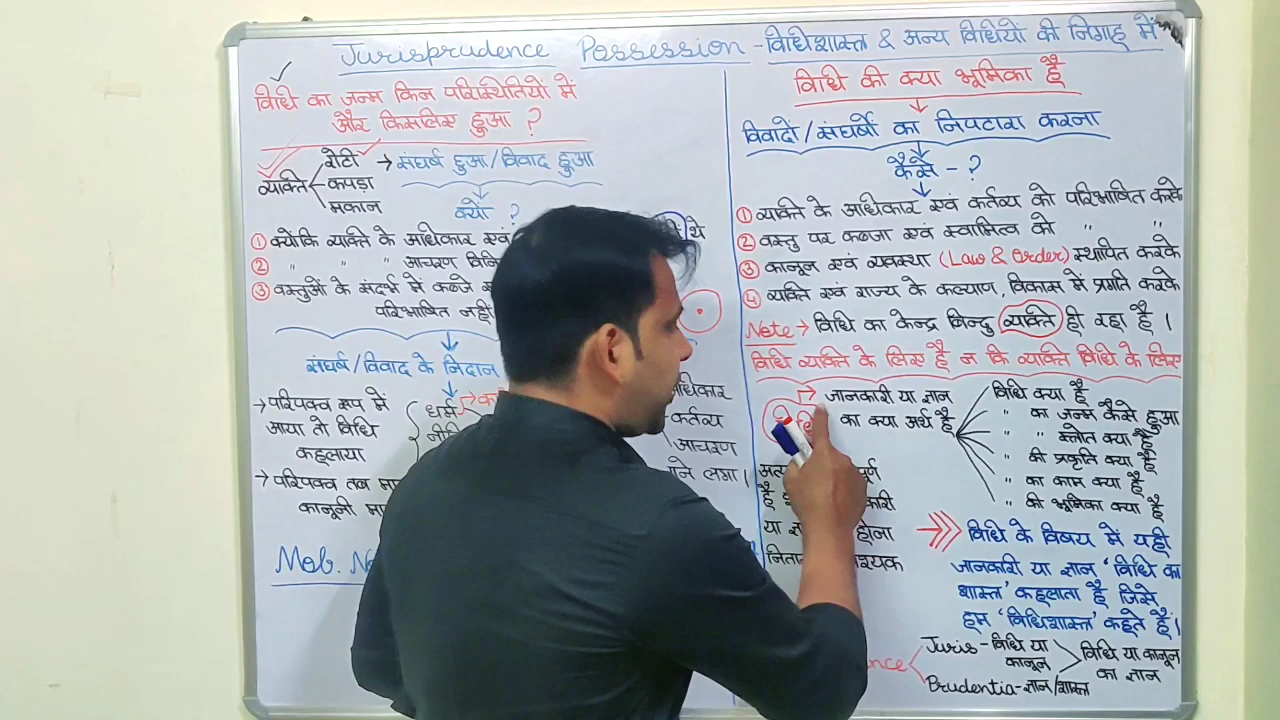 Jurisprudence Possession - विधिशास्त्र & अन्य विधियों की निगाह में
विधि का जन्म किन परिस्थितियों में
और किसलिए हुआ ?
व्यक्ति
रोटी
कपड़ा
मकान
→ संघर्ष हुआ/विवाद हुआ
क्यों ?
① क्योंकि व्यक्ति के अधिकार एवं
थे
② " " " आचरण
③ वस्तुओं के संदर्भ में कब्जे
परिभाषित नहीं
संघर्ष/विवाद के निदान
→ परिपक्व रूप में
आया तो विधि
कहलाया
→ परिपक्व तब
कानूनी
धर्म
कर्तव्य
आचरण
लगा।
Mob.
विधि की क्या भूमिका है
विवादों/संघर्षों का निपटारा करना
कैसे - ?
① व्यक्ति के अधिकार एवं कर्तव्य को परिभाषित करके
② वस्तु पर कब्जा एवं स्वामित्व को " "
③ कानून एवं व्यवस्था (Law & Order) स्थापित करके
④ व्यक्ति एवं राज्य के कल्याण, विकास में प्रगति करके
Note → विधि का केन्द्र बिन्दु व्यक्ति ही रहा है।
विधि व्यक्ति के लिए है न कि व्यक्ति विधि के लिए
जानकारी या ज्ञान
का क्या अर्थ है
विधि क्या है
" का जन्म कैसे हुआ
" " स्त्रोत क्या है
" की प्रकृति क्या है
" का काम क्या है
" की भूमिका क्या है
है
या
होना
विधि के विषय में यही
जानकारी या ज्ञान 'विधि का
शास्त्र' कहलाता है जिसे
हम 'विधिशास्त्र' कहते हैं।
Juris - विधि या
कानून
Prudentia - ज्ञान/शास्त्र
विधि या कानून
का ज्ञान